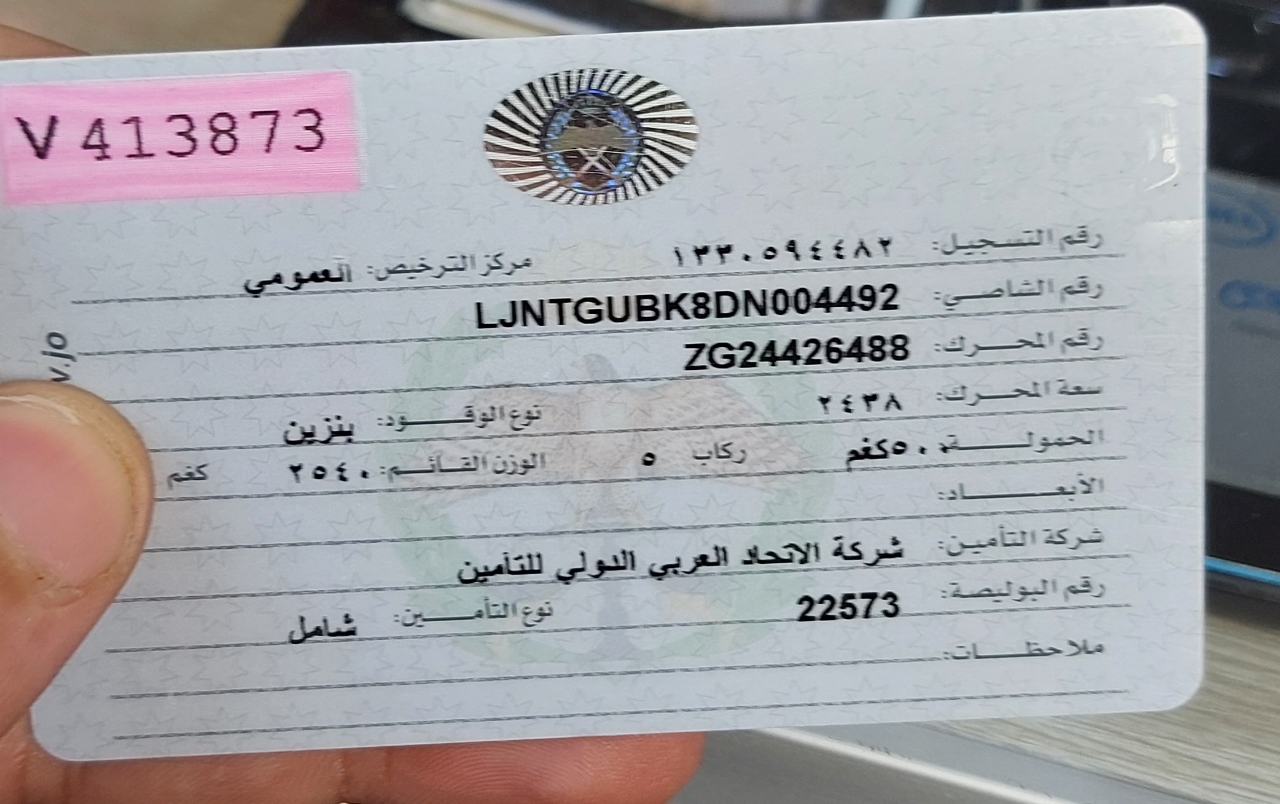 V 413873
رقم التسجيل: ١٣٣٠٥٩٤٤٨٢ مركز الترخيص: العمومي
رقم الشاصي: LJNTGUBK8DN004492
رقم المحرك: ZG24426488
سعة المحرك: ٢٤٣٨ نوع الوقود: بنزين
الحمولة: ٥٠٠كغم ركاب ٥ الوزن القائم: ٢٥٤٠ كغم
الأبعاد:
شركة التأمين: شركة الاتحاد العربي الدولي للتامين
رقم البوليصة: 22573 نوع التأمين: شامل
ملاحظات:
v.jo